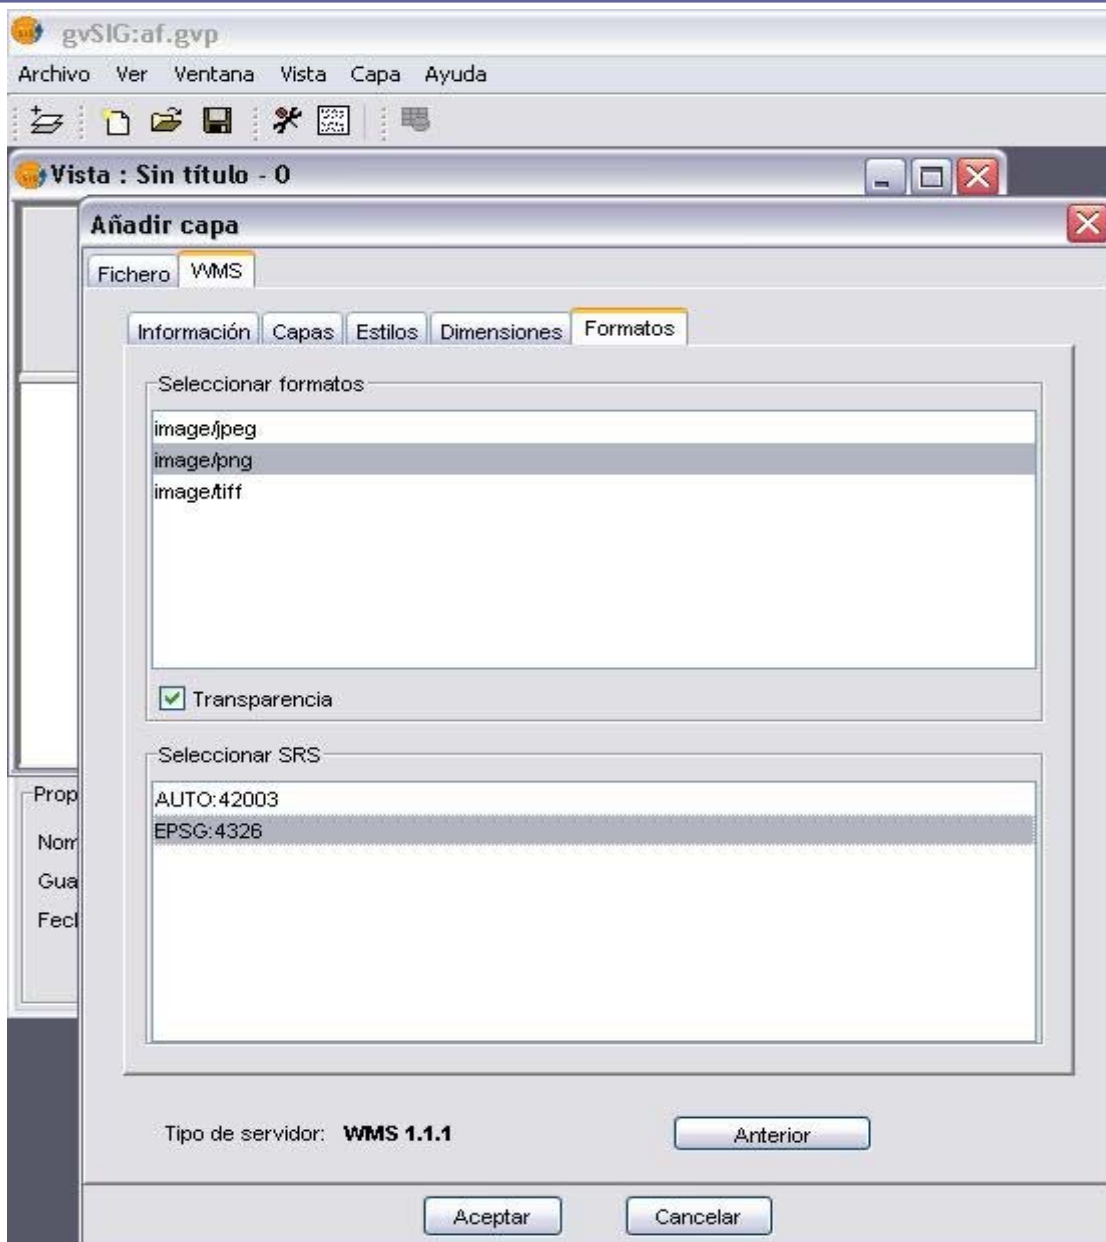 gvSIG:af.gvp
Archivo Ver Ventana Vista Capa Ayuda
Vista : Sin título - 0
Añadir capa
Fichero WMS
Información Capas Estilos Dimensiones Formatos
Seleccionar formatos
image/jpeg
image/png
image/tiff
Transparencia
Seleccionar SRS
AUTO:42003
EPSG:4326
Prop
Nom
Gua
Fech
Tipo de servidor: WMS 1.1.1
Anterior
Aceptar Cancelar